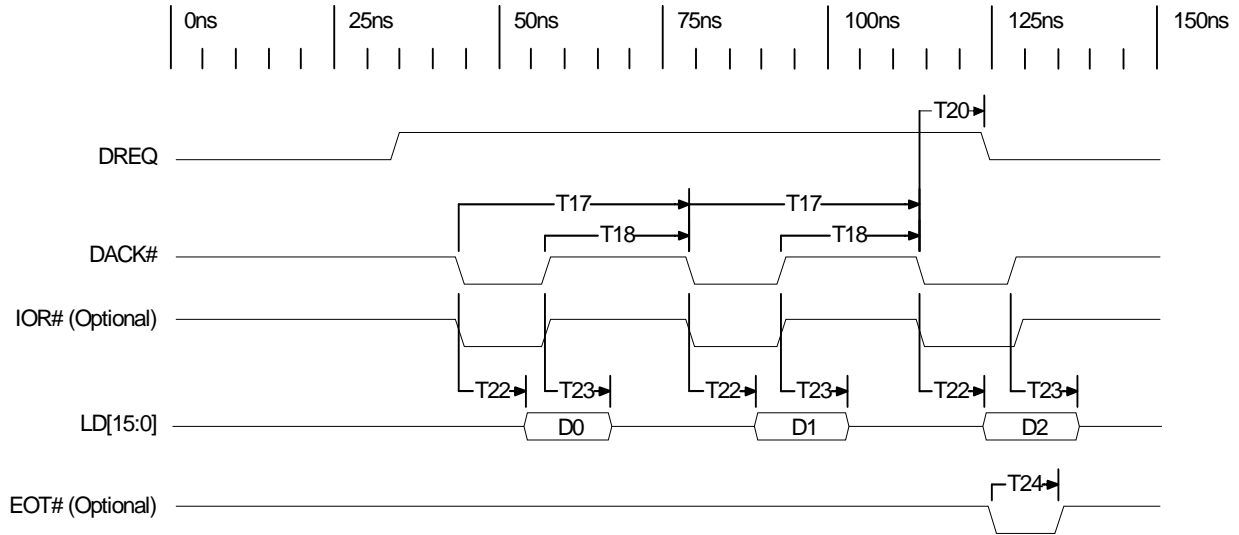 0ns 25ns 50ns 75ns 100ns 125ns 150ns
T20
DREQ
T17 T17
T18 T18
DACK#
IOR# (Optional)
T22 T23 T22 T23 T22 T23
LD[15:0] D0 D1 D2
T24
EOT# (Optional)